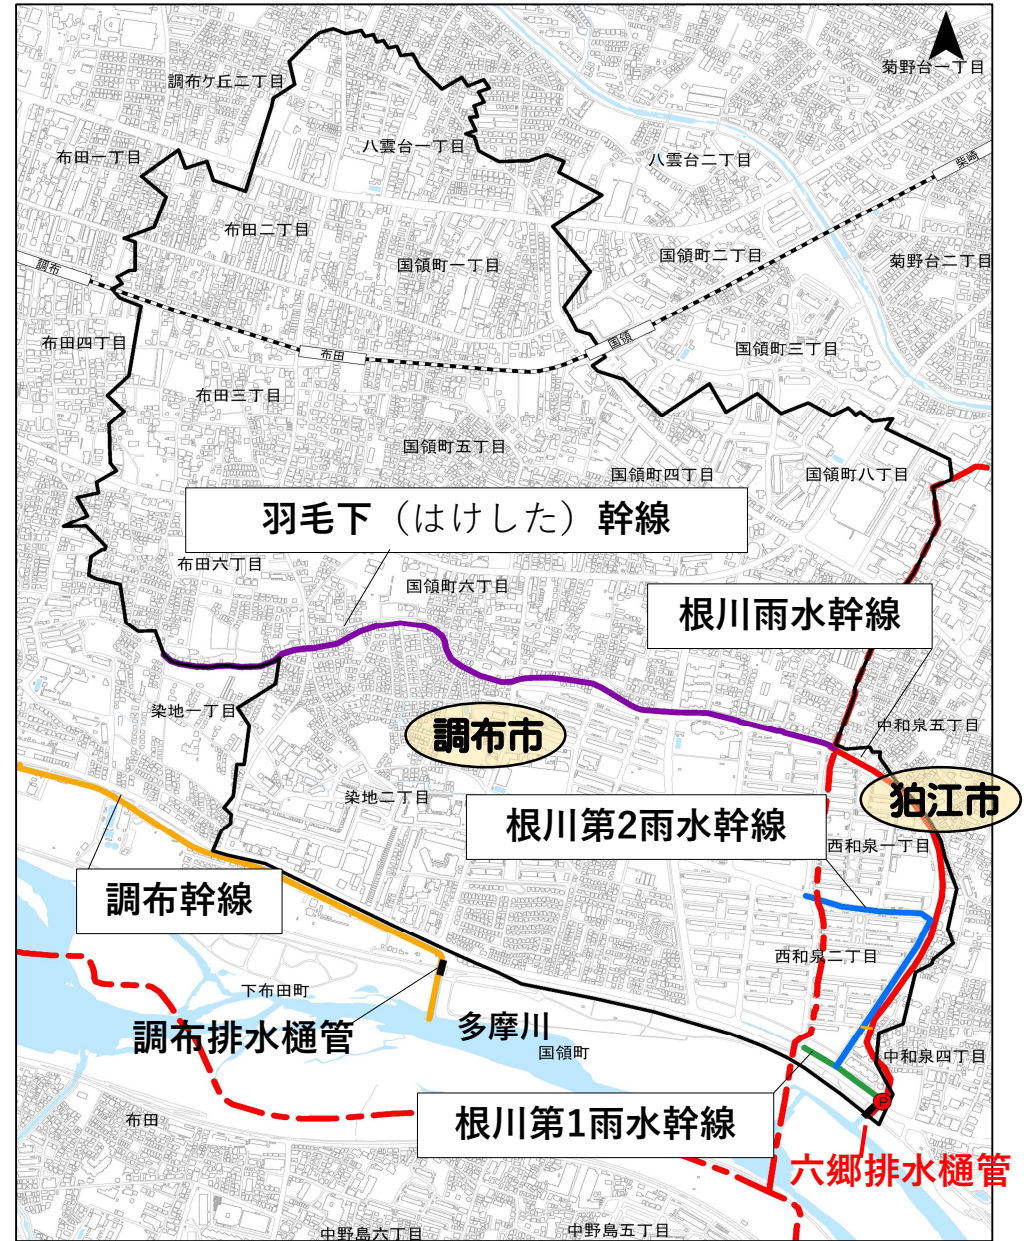 菊野台一丁目
調布ケ丘二丁目
八雲台一丁目
布田一丁目
八雲台二丁目
柴崎
布田二丁目
国領町二丁目
菊野台二丁目
国領町一丁目
調布
布田四丁目
布田
国領
国領町三丁目
布田三丁目
国領町五丁目
国領町四丁目
国領町八丁目
羽毛下（はけした）幹線
布田六丁目
国領町六丁目
根川雨水幹線
染地一丁目
調布市
中和泉五丁目
染地二丁目
狛江市
根川第2雨水幹線
西和泉一丁目
調布幹線
西和泉二丁目
下布田町
調布排水樋管
多摩川
国領町
中和泉四丁目
布田
根川第1雨水幹線
P
六郷排水樋管
中野島六丁目
中野島五丁目